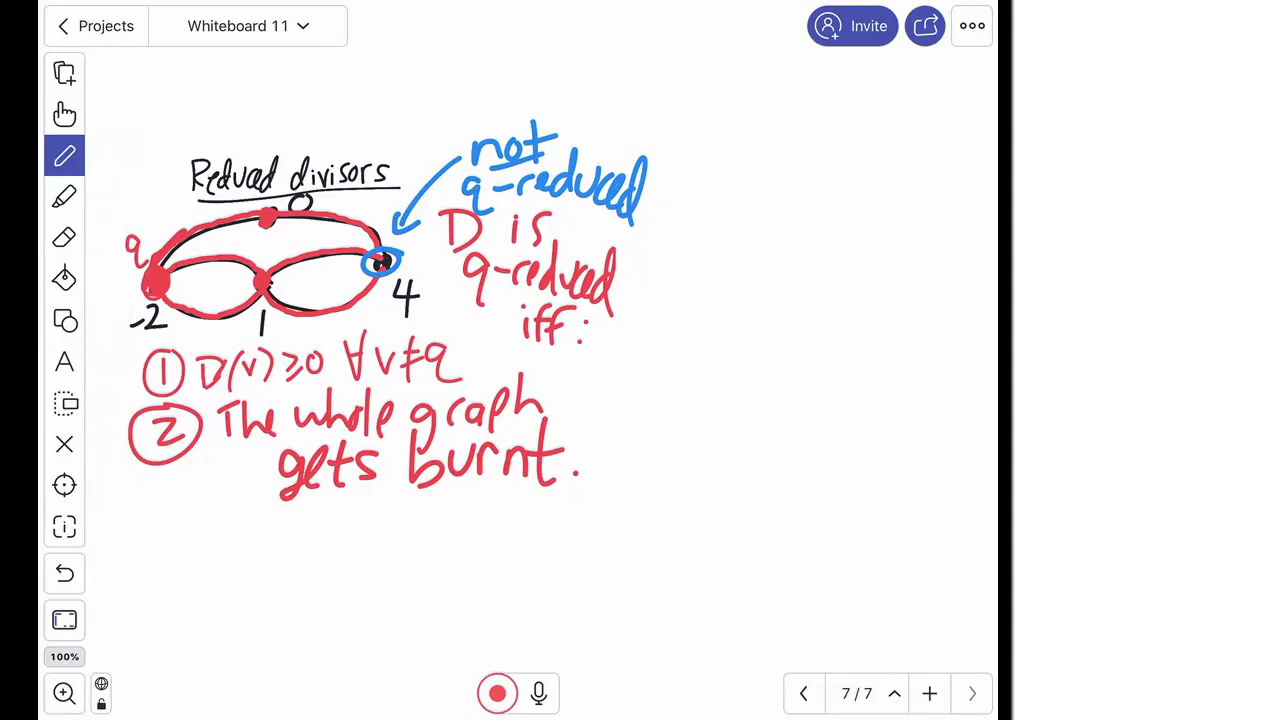 Projects
Whiteboard 11
Invite
not
q-reduced
Reduced divisors
0
D is
q
q-reduced
-2
1
4
iff:
① D(v) ≥ 0 ∀ v ≠ q
② The whole graph
gets burnt.
A
100%
7 / 7